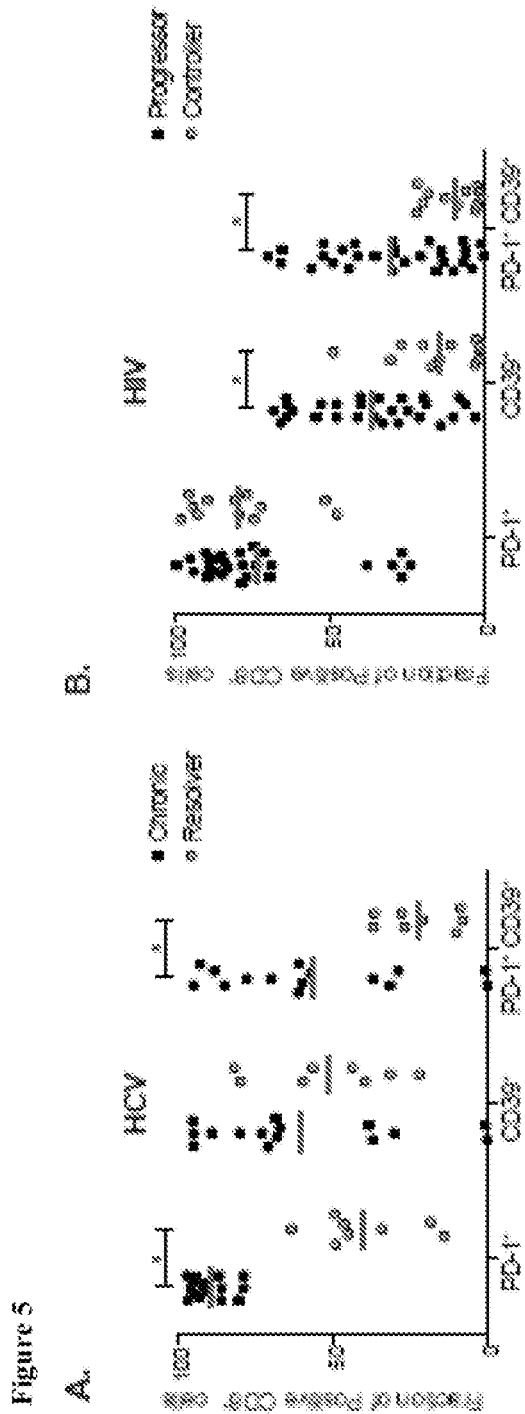 Figure 5
A.
HCV
■ Chronic
○ Resolver
Fraction of Positive CD8⁺ cells
100
50
0
*
*
PD-1⁺
CD39⁺
PD-1⁺ CD39⁺
B.
HIV
■ Progressor
○ Controller
Fraction of Positive CD8⁺ cells
100
50
0
*
*
PD-1⁺
CD39⁺
PD-1⁺ CD39⁺